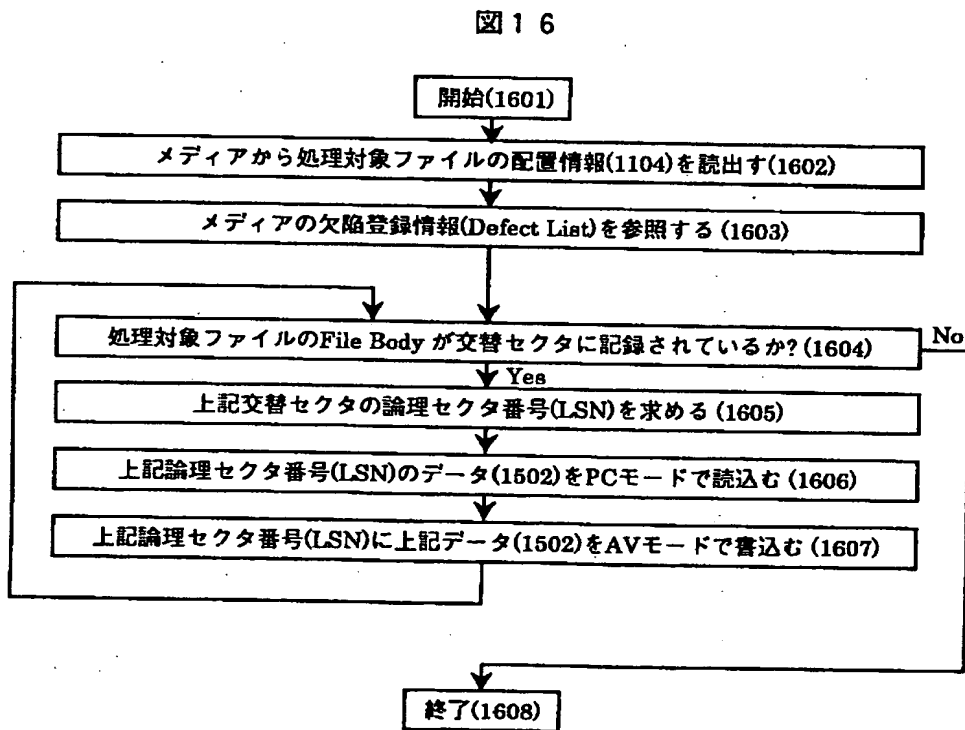 図16
開始(1601)
メディアから処理対象ファイルの配置情報(1104)を読出す(1602)
メディアの欠陥登録情報(Defect List)を参照する(1603)
処理対象ファイルのFile Body が交替セクタに記録されているか?(1604)
No
Yes
上記交替セクタの論理セクタ番号(LSN)を求める(1605)
上記論理セクタ番号(LSN)のデータ(1502)をPCモードで読込む(1606)
上記論理セクタ番号(LSN)に上記データ(1502)をAVモードで書込む(1607)
終了(1608)